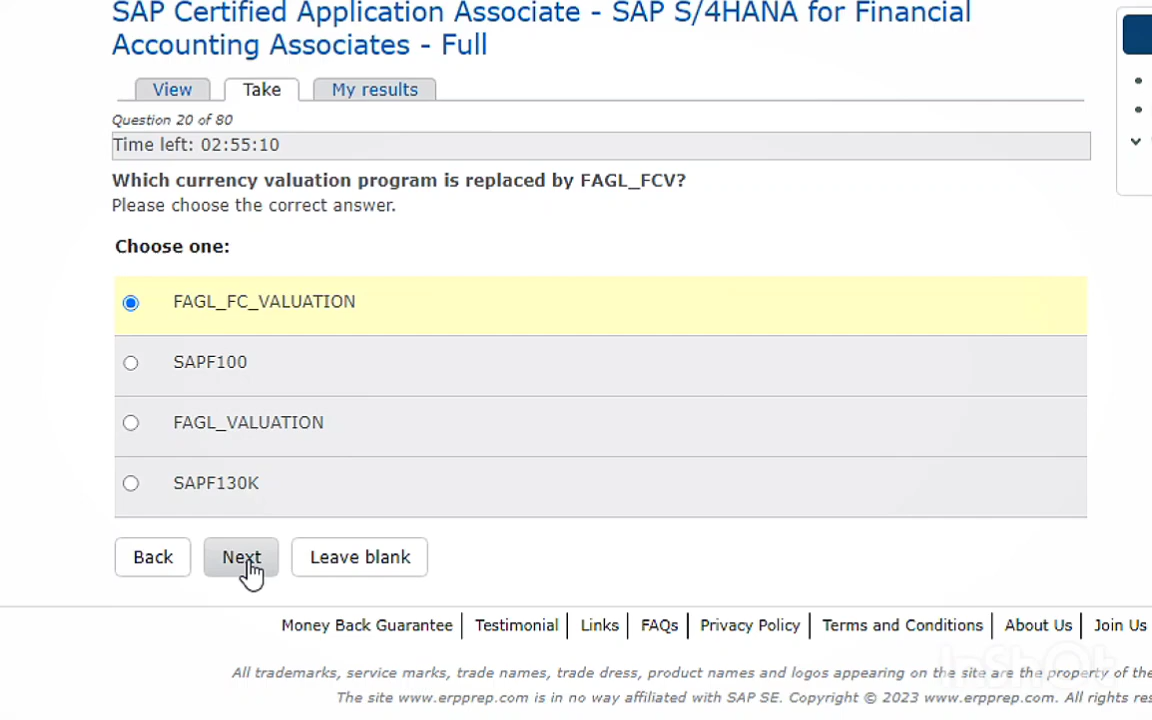 SAP Certified Application Associate - SAP S/4HANA for Financial
Accounting Associates - Full
View Take My results
Question 20 of 80
Time left: 02:55:10
Which currency valuation program is replaced by FAGL_FCV?
Please choose the correct answer.
Choose one:
FAGL_FC_VALUATION
SAPF100
FAGL_VALUATION
SAPF130K
Back Next Leave blank
Money Back Guarantee Testimonial Links FAQs Privacy Policy Terms and Conditions About Us Join Us
InShOt
All trademarks, service marks, trade names, trade dress, product names and logos appearing on the site are the property of the
The site www.erpprep.com is in no way affiliated with SAP SE. Copyright © 2023 www.erpprep.com. All rights res